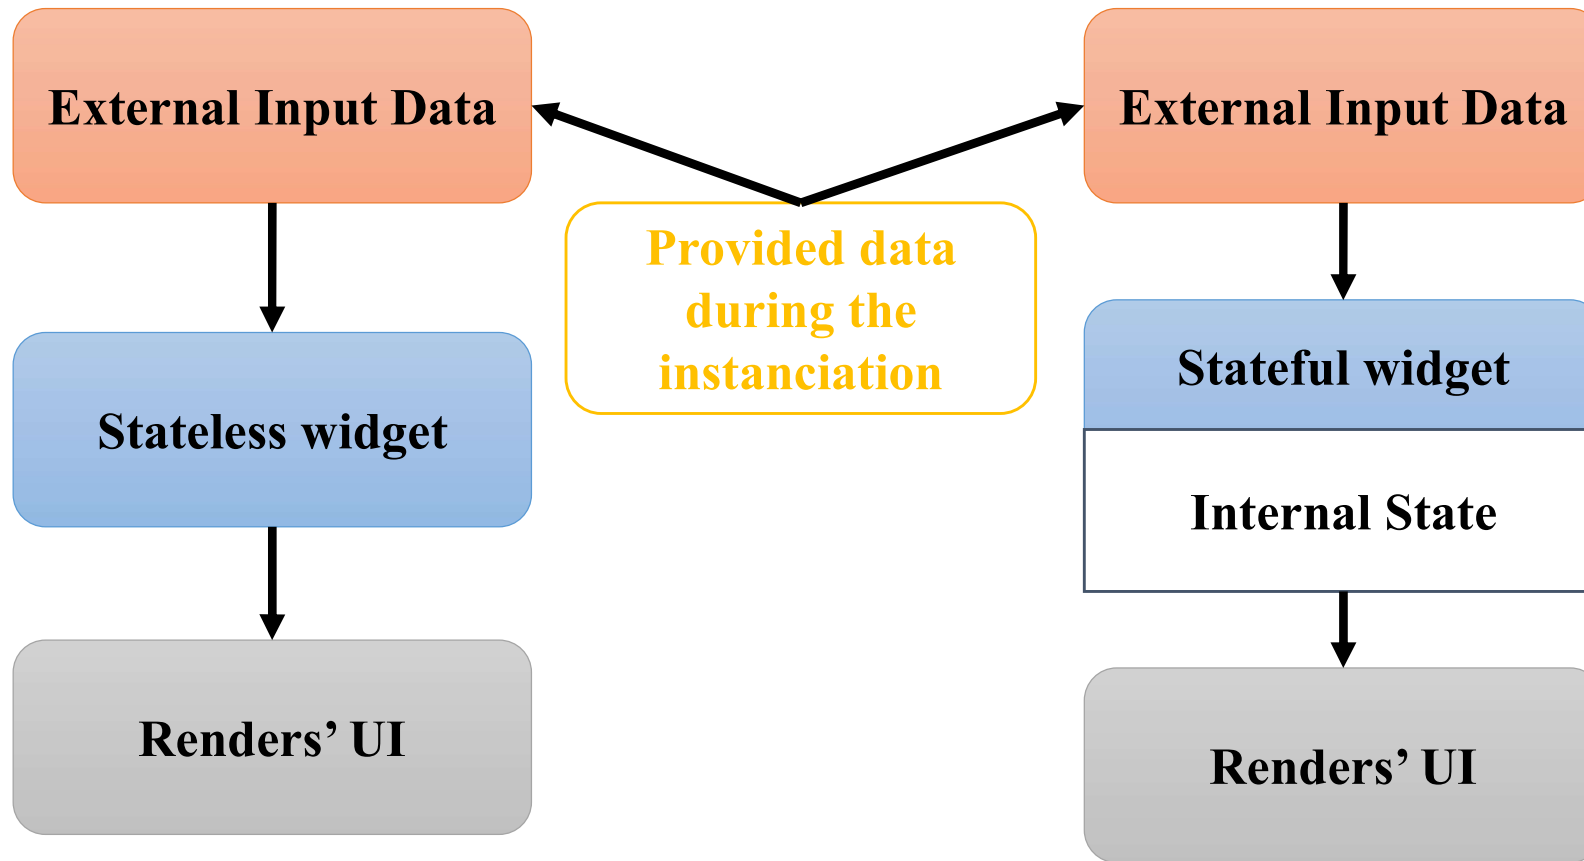 External Input Data
Stateless widget
Renders’ UI
Provided data
during the
instanciation
External Input Data
Stateful widget
Internal State
Renders’ UI